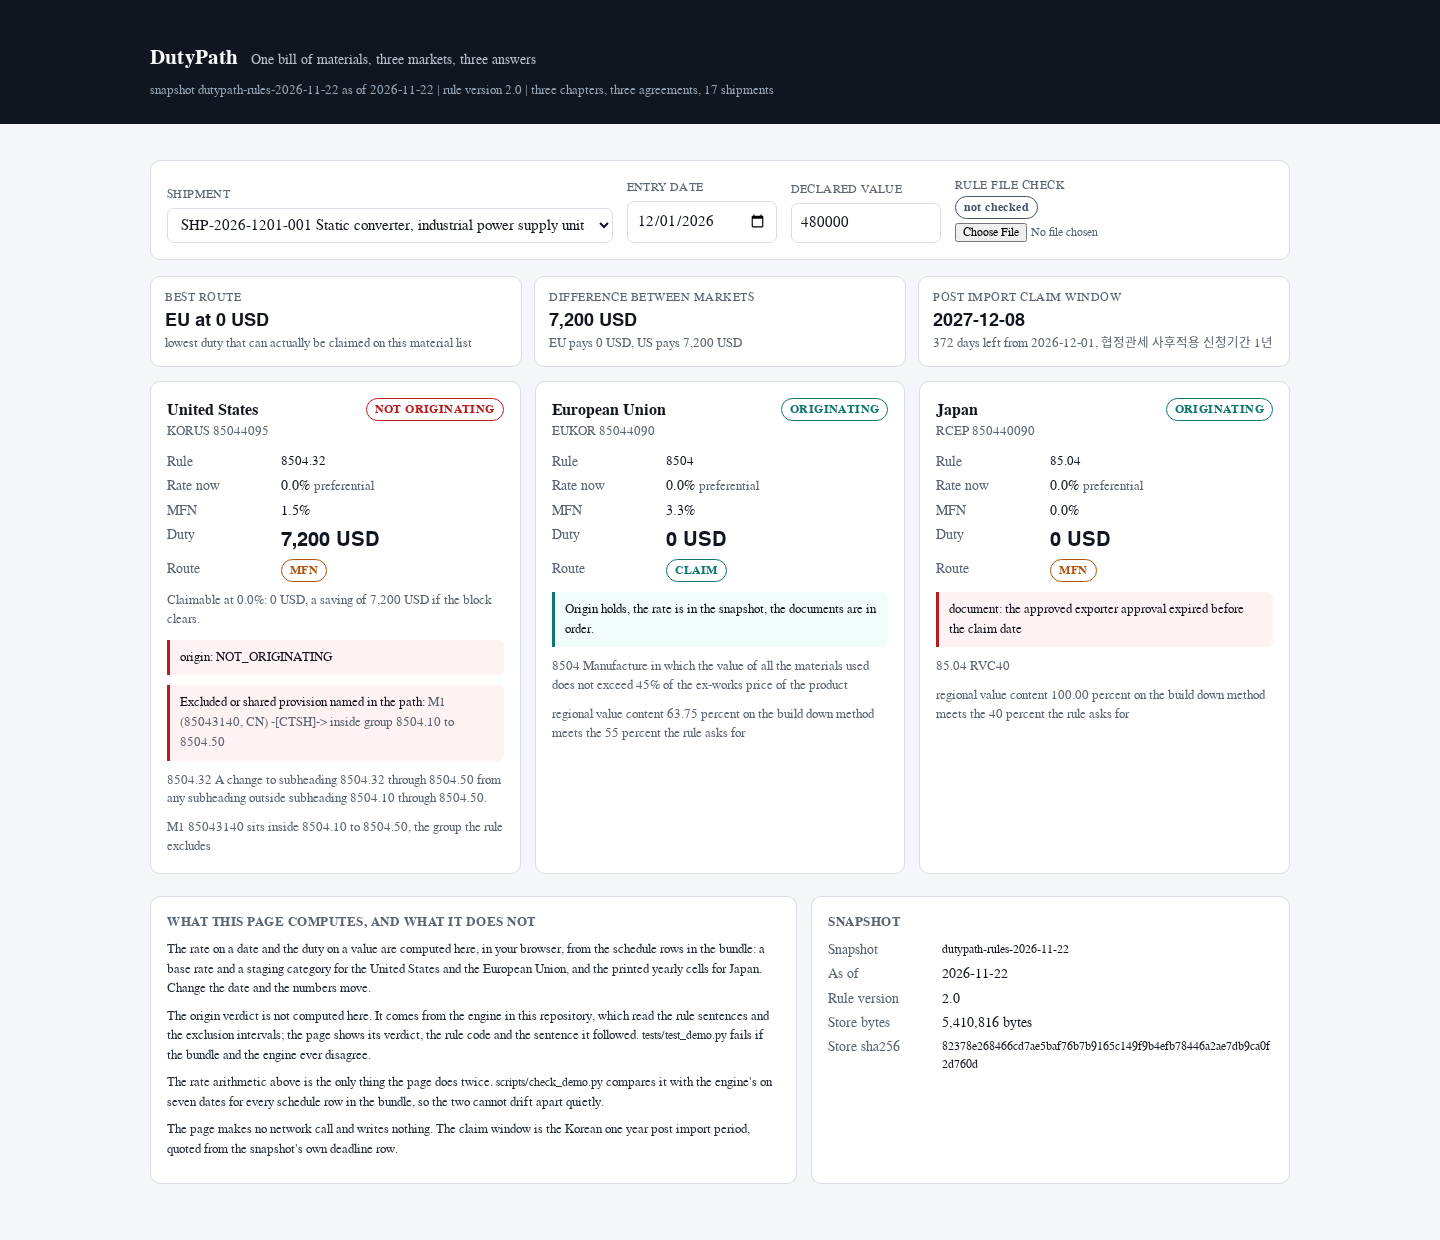 DutyPath One bill of materials, three markets, three answers
snapshot dutypath-rules-2026-11-22 as of 2026-11-22 | rule version 2.0 | three chapters, three agreements, 17 shipments
SHIPMENT
SHP-2026-1201-001 Static converter, industrial power supply unit
ENTRY DATE
12/01/2026
DECLARED VALUE
480000
RULE FILE CHECK
not checked
Choose File No file chosen
BEST ROUTE
EU at 0 USD
lowest duty that can actually be claimed on this material list
DIFFERENCE BETWEEN MARKETS
7,200 USD
EU pays 0 USD, US pays 7,200 USD
POST IMPORT CLAIM WINDOW
2027-12-08
372 days left from 2026-12-01, 협정관세 사후적용 신청기간 1년
United States NOT ORIGINATING
KORUS 85044095
Rule 8504.32
Rate now 0.0% preferential
MFN 1.5%
Duty 7,200 USD
Route MFN
Claimable at 0.0%: 0 USD, a saving of 7,200 USD if the block
clears.
origin: NOT_ORIGINATING
Excluded or shared provision named in the path: M1
(85043140, CN) -[CTSH]-> inside group 8504.10 to
8504.50
8504.32 A change to subheading 8504.32 through 8504.50 from
any subheading outside subheading 8504.10 through 8504.50.
M1 85043140 sits inside 8504.10 to 8504.50, the group the rule
excludes
European Union ORIGINATING
EUKOR 85044090
Rule 8504
Rate now 0.0% preferential
MFN 3.3%
Duty 0 USD
Route CLAIM
Origin holds, the rate is in the snapshot, the documents are in
order.
8504 Manufacture in which the value of all the materials used
does not exceed 45% of the ex-works price of the product
regional value content 63.75 percent on the build down method
meets the 55 percent the rule asks for
Japan ORIGINATING
RCEP 850440090
Rule 85.04
Rate now 0.0% preferential
MFN 0.0%
Duty 0 USD
Route MFN
document: the approved exporter approval expired before
the claim date
85.04 RVC40
regional value content 100.00 percent on the build down method
meets the 40 percent the rule asks for
WHAT THIS PAGE COMPUTES, AND WHAT IT DOES NOT
The rate on a date and the duty on a value are computed here, in your browser, from the schedule rows in the bundle: a
base rate and a staging category for the United States and the European Union, and the printed yearly cells for Japan.
Change the date and the numbers move.
The origin verdict is not computed here. It comes from the engine in this repository, which read the rule sentences and
the exclusion intervals; the page shows its verdict, the rule code and the sentence it followed. tests/test_demo.py fails if
the bundle and the engine ever disagree.
The rate arithmetic above is the only thing the page does twice. scripts/check_demo.py compares it with the engine's on
seven dates for every schedule row in the bundle, so the two cannot drift apart quietly.
The page makes no network call and writes nothing. The claim window is the Korean one year post import period,
quoted from the snapshot's own deadline row.
SNAPSHOT
Snapshot dutypath-rules-2026-11-22
As of 2026-11-22
Rule version 2.0
Store bytes 5,410,816 bytes
Store sha256 82378e268466cd7ae5baf76b7b9165c149f9b4efb78446a2ae7db9ca0f
2d760d